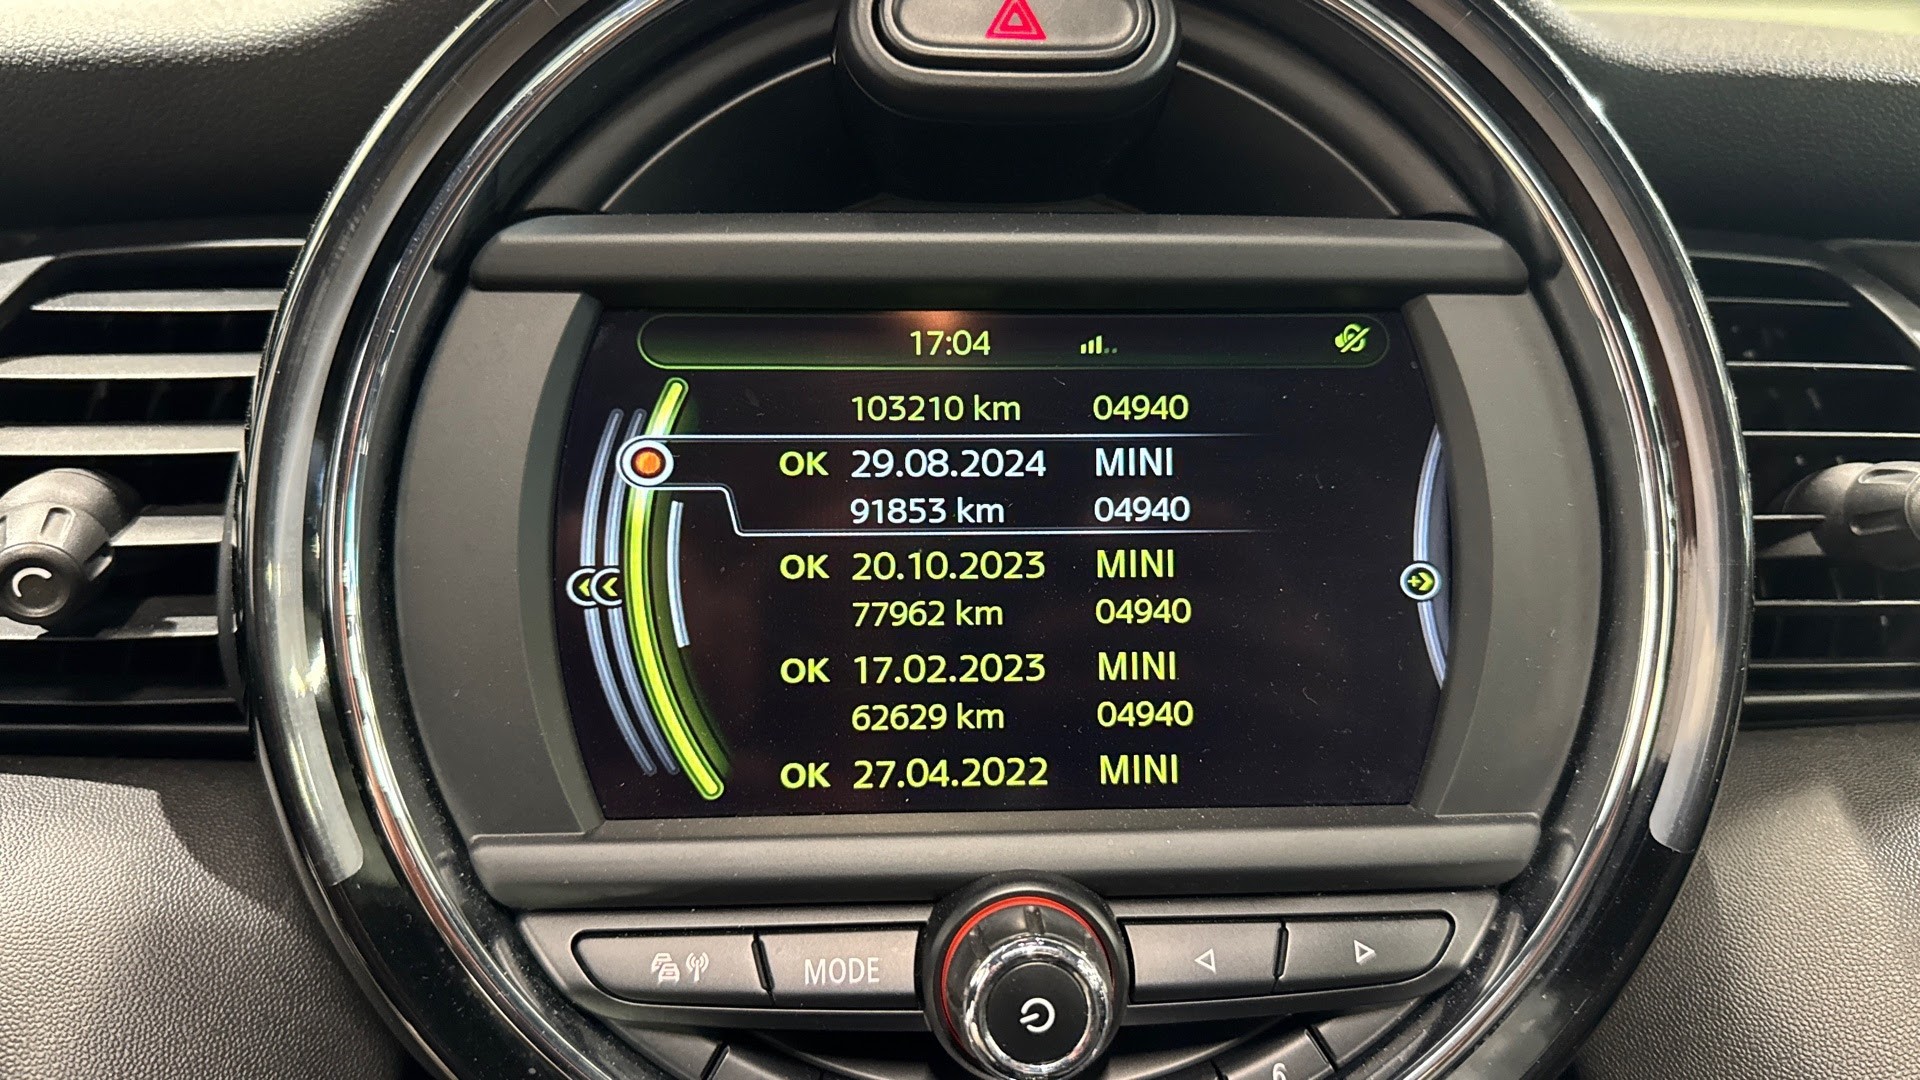 17:04
103210 km 04940
OK 29.08.2024 MINI
91853 km 04940
OK 20.10.2023 MINI
77962 km 04940
OK 17.02.2023 MINI
62629 km 04940
OK 27.04.2022 MINI
MODE
6